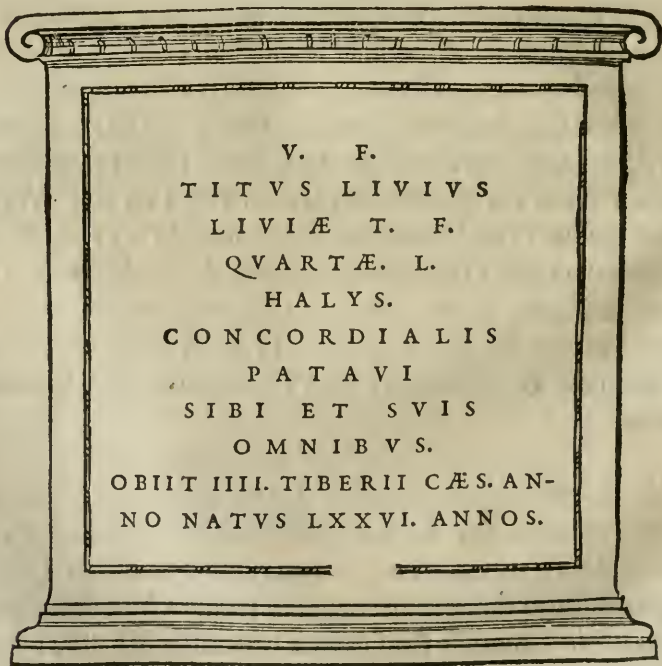 V. F.
TITVS LIVIVS
LIVIÆ T. F.
QVARTÆ. L.
HALYS.
CONCORDIALIS
PATAVI
SIBI ET SVIS
OMNIBVS.
OBIIT IIII. TIBERII CÆS. AN-
NO NATVS LXXVI. ANNOS.